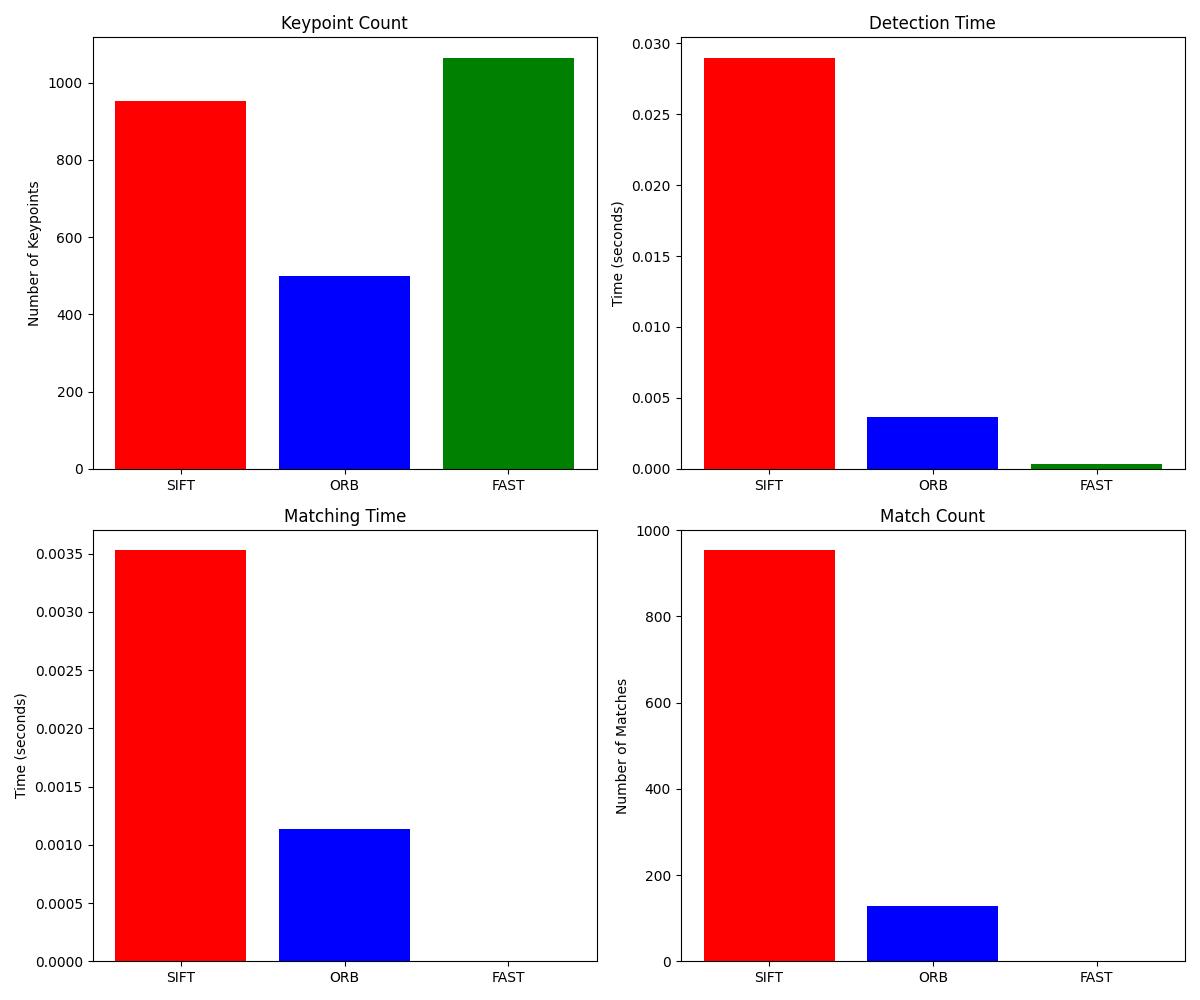 Keypoint Count
Number of Keypoints
1000
800
600
400
200
0
SIFT ORB FAST
Detection Time
Time (seconds)
0.030
0.025
0.020
0.015
0.010
0.005
0.000
SIFT ORB FAST
Matching Time
Time (seconds)
0.0035
0.0030
0.0025
0.0020
0.0015
0.0010
0.0005
0.0000
SIFT ORB FAST
Match Count
Number of Matches
1000
800
600
400
200
0
SIFT ORB FAST